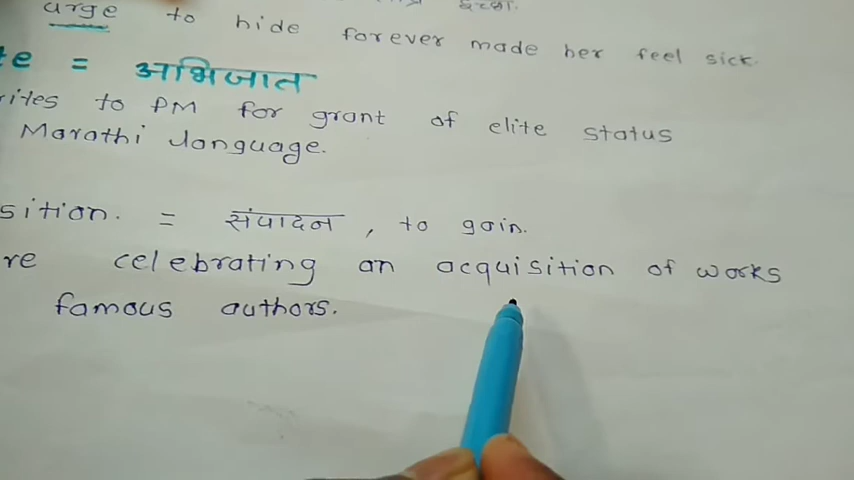 urge to hide forever made her feel sick.
te = अभिजात
rites to PM for grant of elite status
Marathi language.
sition. = संपादन, to gain.
re celebrating an acquisition of works
famous authors.